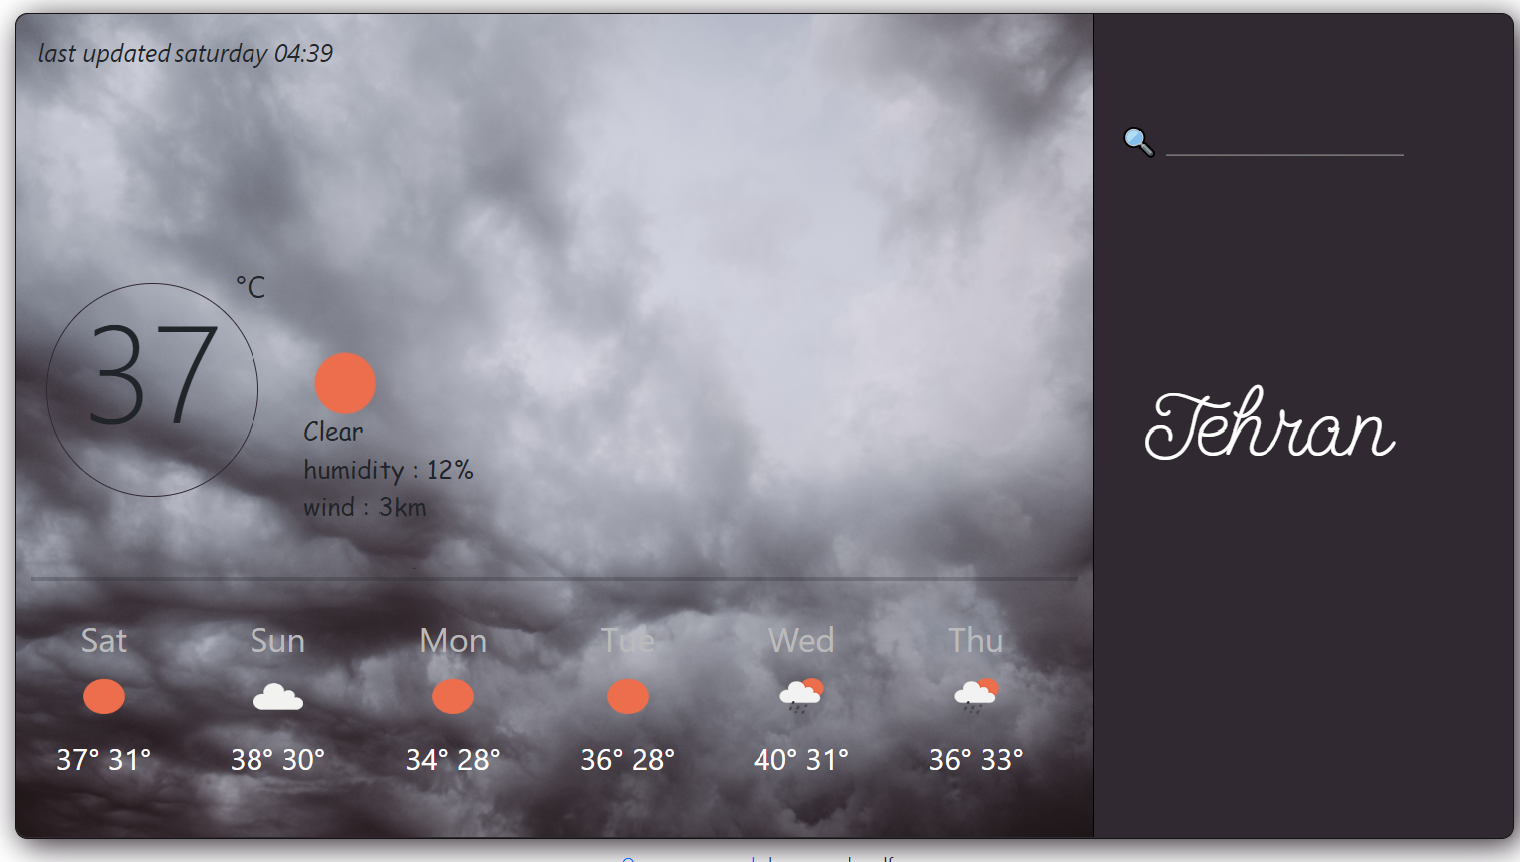 last updated saturday 04:39
°C
37
Clear
humidity : 12%
wind : 3km
Sat Sun Mon Tue Wed Thu
37° 31° 38° 30° 34° 28° 36° 28° 40° 31° 36° 33°
Tehran